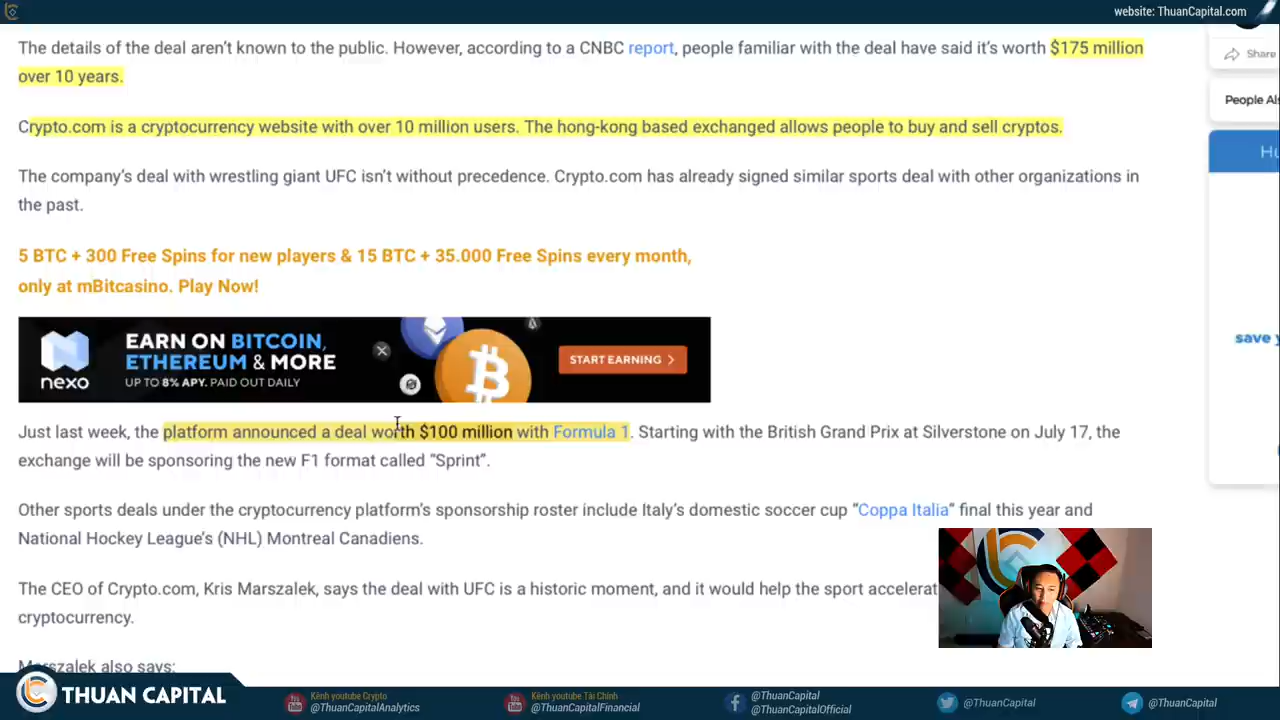 website: ThuanCapital.com
The details of the deal aren’t known to the public. However, according to a CNBC report, people familiar with the deal have said it’s worth $175 million
over 10 years.
Share
People Al
Crypto.com is a cryptocurrency website with over 10 million users. The hong-kong based exchanged allows people to buy and sell cryptos.
The company’s deal with wrestling giant UFC isn’t without precedence. Crypto.com has already signed similar sports deal with other organizations in
the past.
5 BTC + 300 Free Spins for new players & 15 BTC + 35.000 Free Spins every month,
only at mBitcasino. Play Now!
nexo
EARN ON BITCOIN,
ETHEREUM & MORE
UP TO 8% APY. PAID OUT DAILY
START EARNING
save
Just last week, the platform announced a deal worth $100 million with Formula 1. Starting with the British Grand Prix at Silverstone on July 17, the
exchange will be sponsoring the new F1 format called “Sprint”.
Other sports deals under the cryptocurrency platform’s sponsorship roster include Italy’s domestic soccer cup “Coppa Italia” final this year and
National Hockey League’s (NHL) Montreal Canadiens.
The CEO of Crypto.com, Kris Marszalek, says the deal with UFC is a historic moment, and it would help the sport accelerat
cryptocurrency.
Marszalek also says:
THUAN CAPITAL
Kênh youtube Crypto
@ThuanCapitalAnalytics
Kênh youtube Tài Chính
@ThuanCapitalFinancial
@ThuanCapital
@ThuanCapitalOfficial
@ThuanCapital
@ThuanCapital